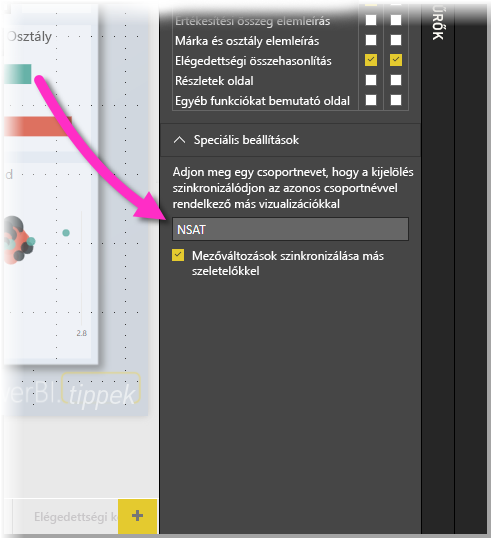 Osztály
d
2.8
verBI.tippek
Elégedettségi k
+
Értékesítési összeg elemleírás
Márka és osztály elemleírás
Elégedettségi összehasonlítás
Részletek oldal
Egyéb funkciókat bemutató oldal
Speciális beállítások
Adjon meg egy csoportnevet, hogy a kijelölés
szinkronizálódjon az azonos csoportnévvel
rendelkező más vizualizációkkal
NSAT
Mezőváltozások szinkronizálása más
szeletelőkkel
ŰRŐK